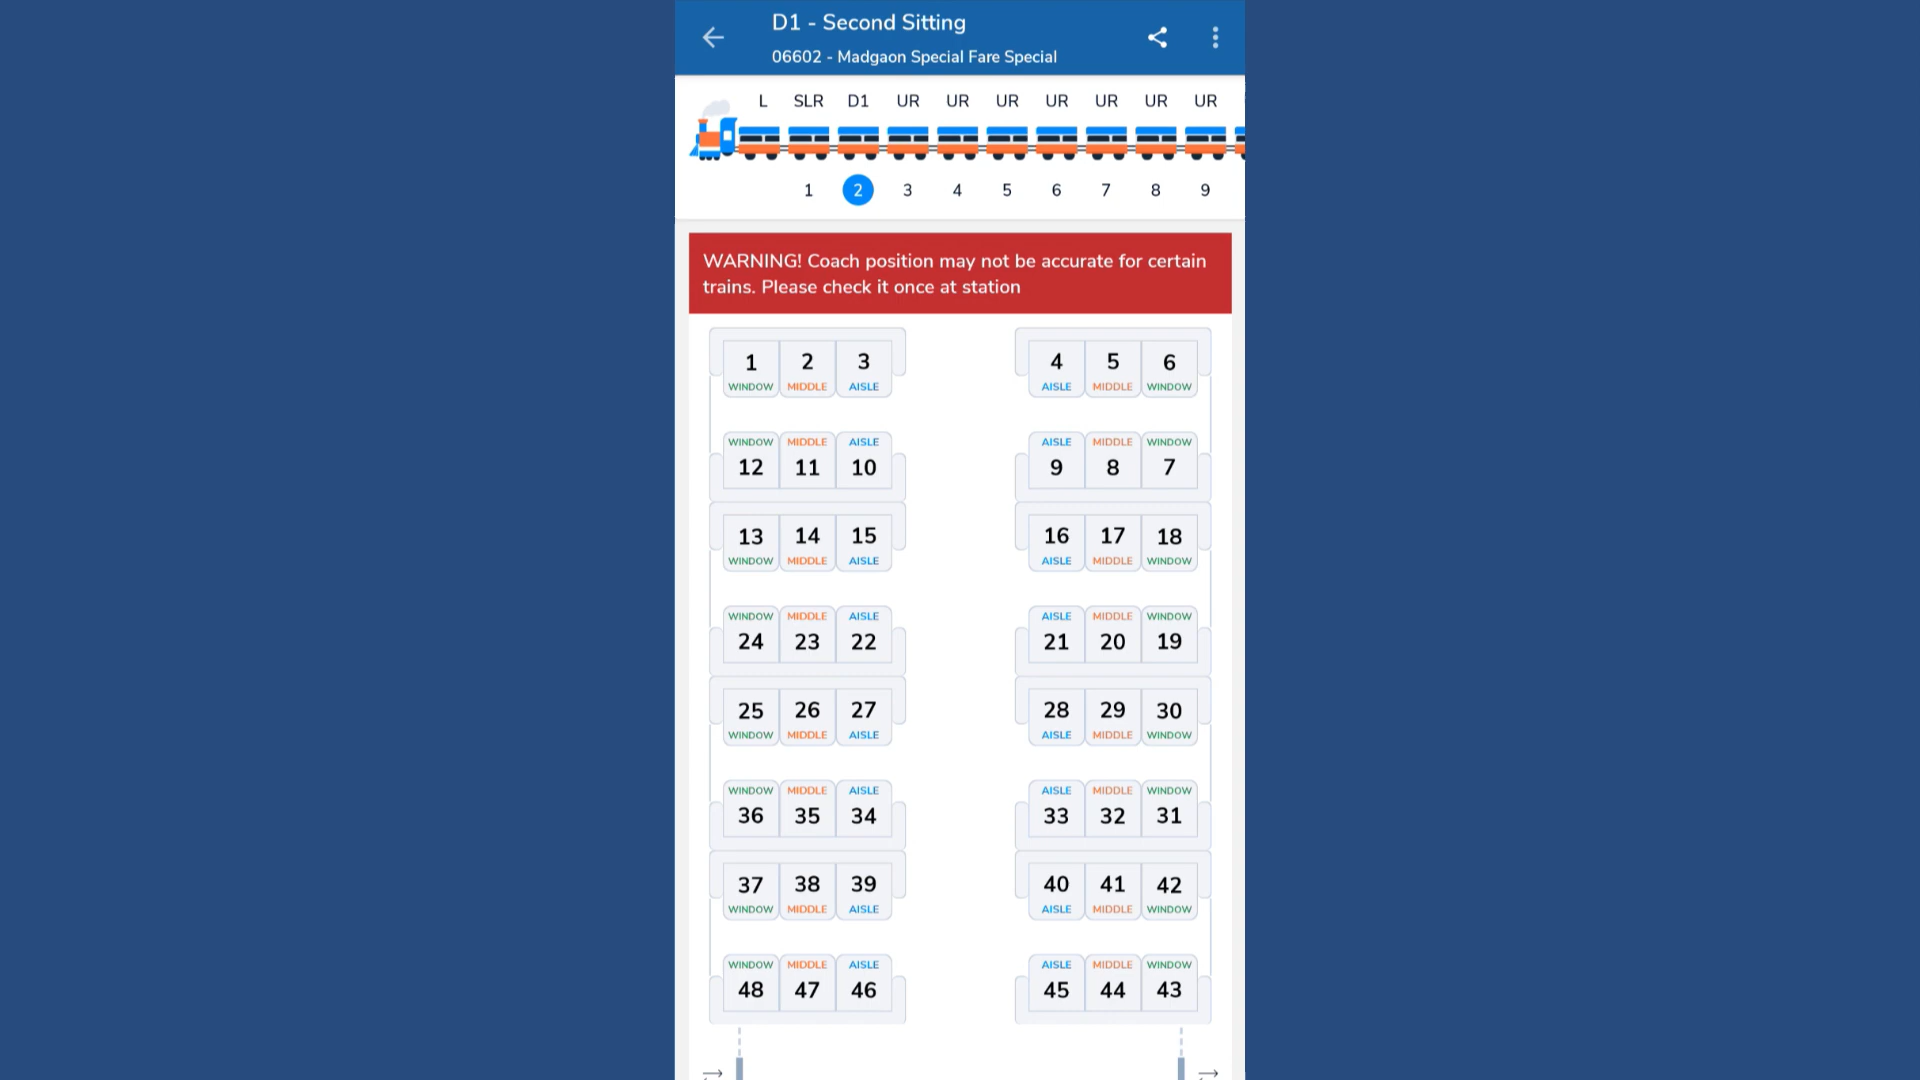 D1 - Second Sitting
06602 - Madgaon Special Fare Special
L SLR D1 UR UR UR UR UR UR UR
1 2 3 4 5 6 7 8 9
WARNING! Coach position may not be accurate for certain
trains. Please check it once at station
1 2 3 4 5 6
WINDOW MIDDLE AISLE AISLE MIDDLE WINDOW
WINDOW MIDDLE AISLE AISLE MIDDLE WINDOW
12 11 10 9 8 7
13 14 15 16 17 18
WINDOW MIDDLE AISLE AISLE MIDDLE WINDOW
WINDOW MIDDLE AISLE AISLE MIDDLE WINDOW
24 23 22 21 20 19
25 26 27 28 29 30
WINDOW MIDDLE AISLE AISLE MIDDLE WINDOW
WINDOW MIDDLE AISLE AISLE MIDDLE WINDOW
36 35 34 33 32 31
37 38 39 40 41 42
WINDOW MIDDLE AISLE AISLE MIDDLE WINDOW
WINDOW MIDDLE AISLE AISLE MIDDLE WINDOW
48 47 46 45 44 43